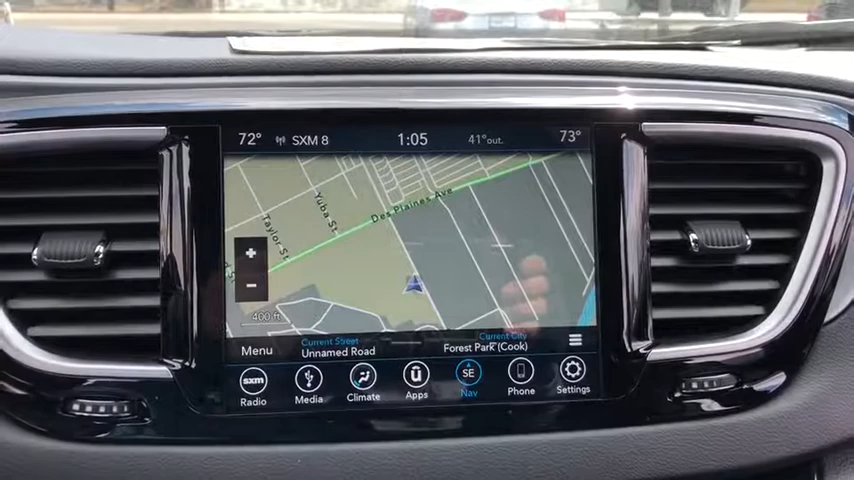 72° SXM 8 1:05 41°out. 73°
Des Plaines Ave
Yuba St
Taylor St
+
-
400 ft
Menu
Current Street
Unnamed Road
Current City
Forest Park (Cook)
sxm
SE
Radio Media Climate Apps Nav Phone Settings